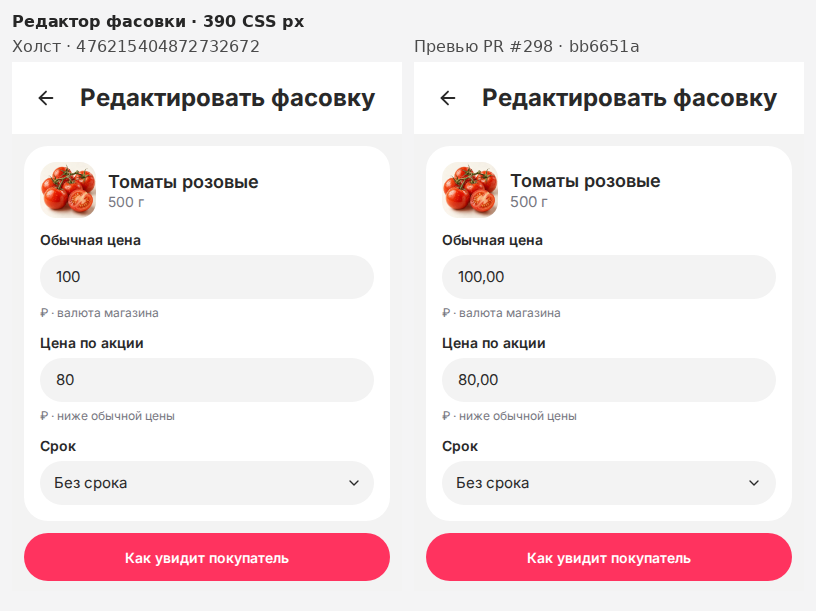 Редактор фасовки · 390 CSS px
Холст · 476215404872732672
Превью PR #298 · bb6651a
Редактировать фасовку
Томаты розовые
500 г
Обычная цена
100
₽ · валюта магазина
Цена по акции
80
₽ · ниже обычной цены
Срок
Без срока
Как увидит покупатель
Редактировать фасовку
Томаты розовые
500 г
Обычная цена
100,00
₽ · валюта магазина
Цена по акции
80,00
₽ · ниже обычной цены
Срок
Без срока
Как увидит покупатель